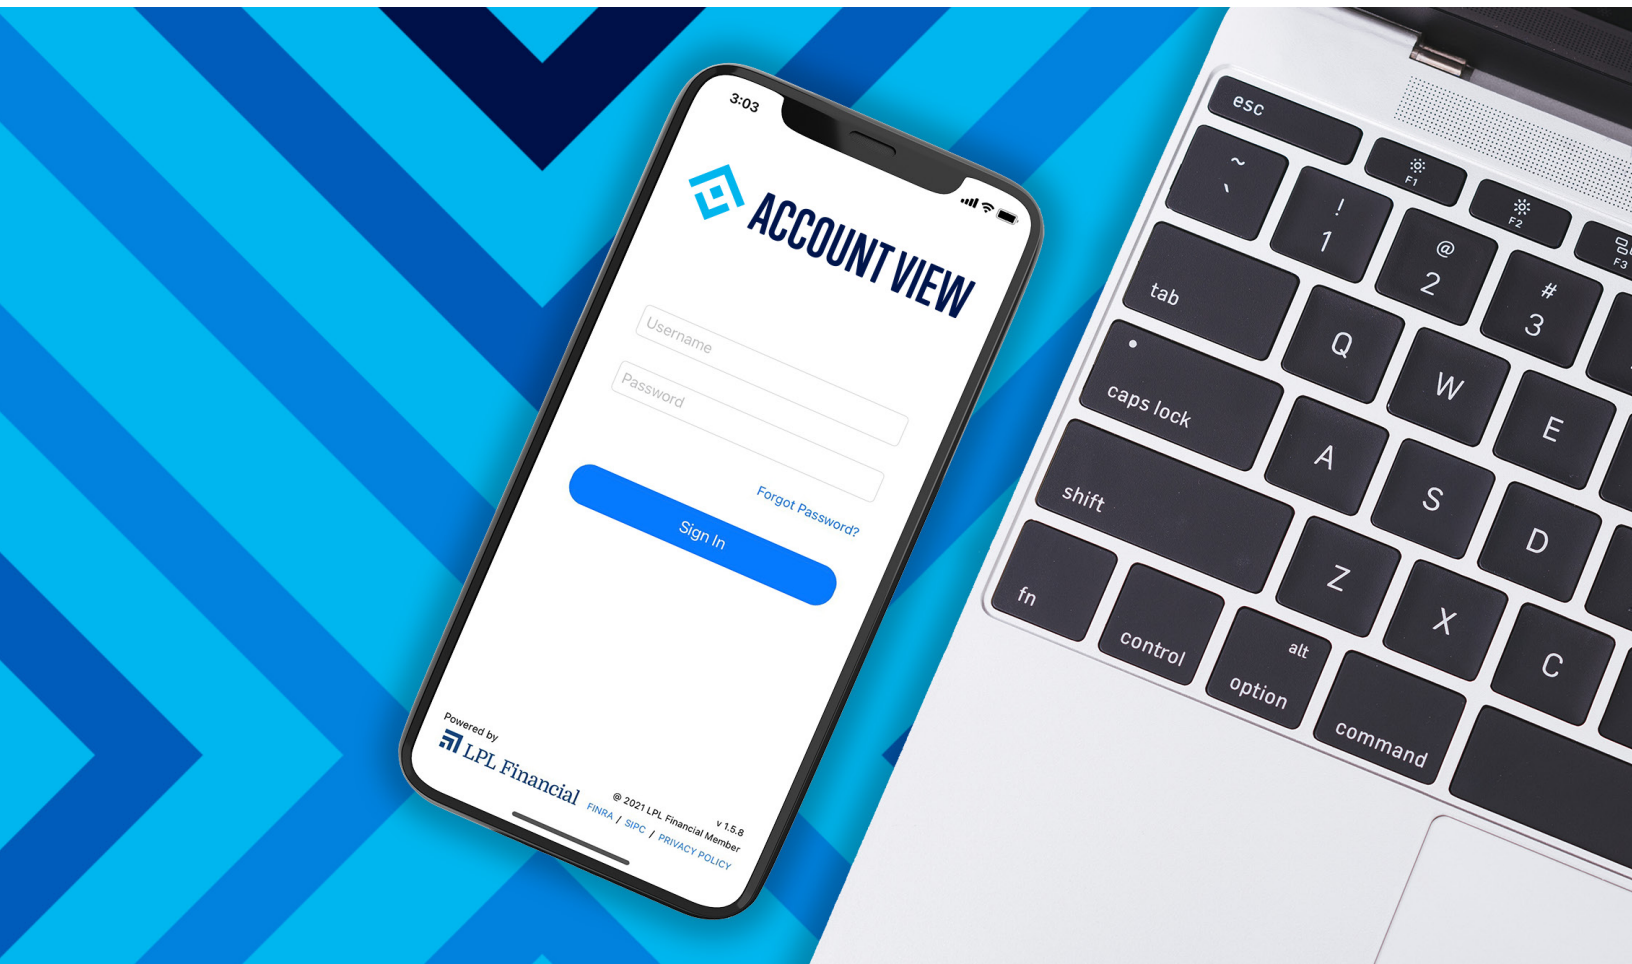 3:03
ACCOUNT VIEW
Username
Password
Forgot Password?
Sign In
Powered by
LPL Financial
v 1.5.8
@ 2021 LPL Financial Member
FINRA / SIPC / PRIVACY POLICY
esc
~
`
F1
F2
F3
!
1
@
2
#
3
tab
Q
W
E
caps lock
A
S
D
shift
Z
X
C
fn
control
alt
option
command